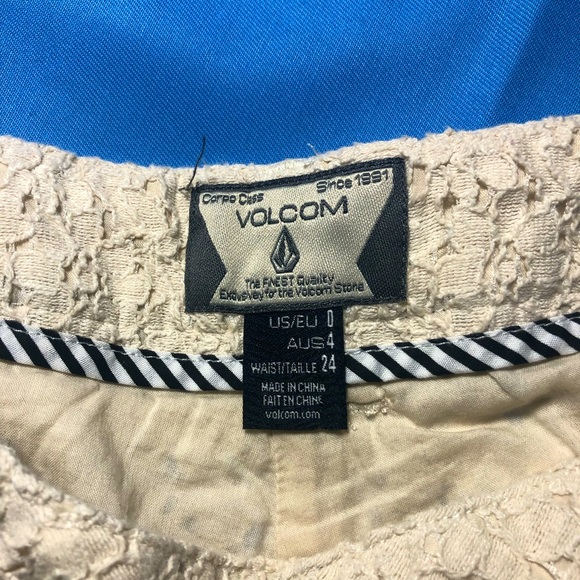 Corpo Class Since 1991
VOLCOM
The FINEST Quality
Exclusively for the Volcom Stone
US/EU 0
AUS 4
WAIST/TAILLE 24
MADE IN CHINA
FAIT EN CHINE
volcom.com